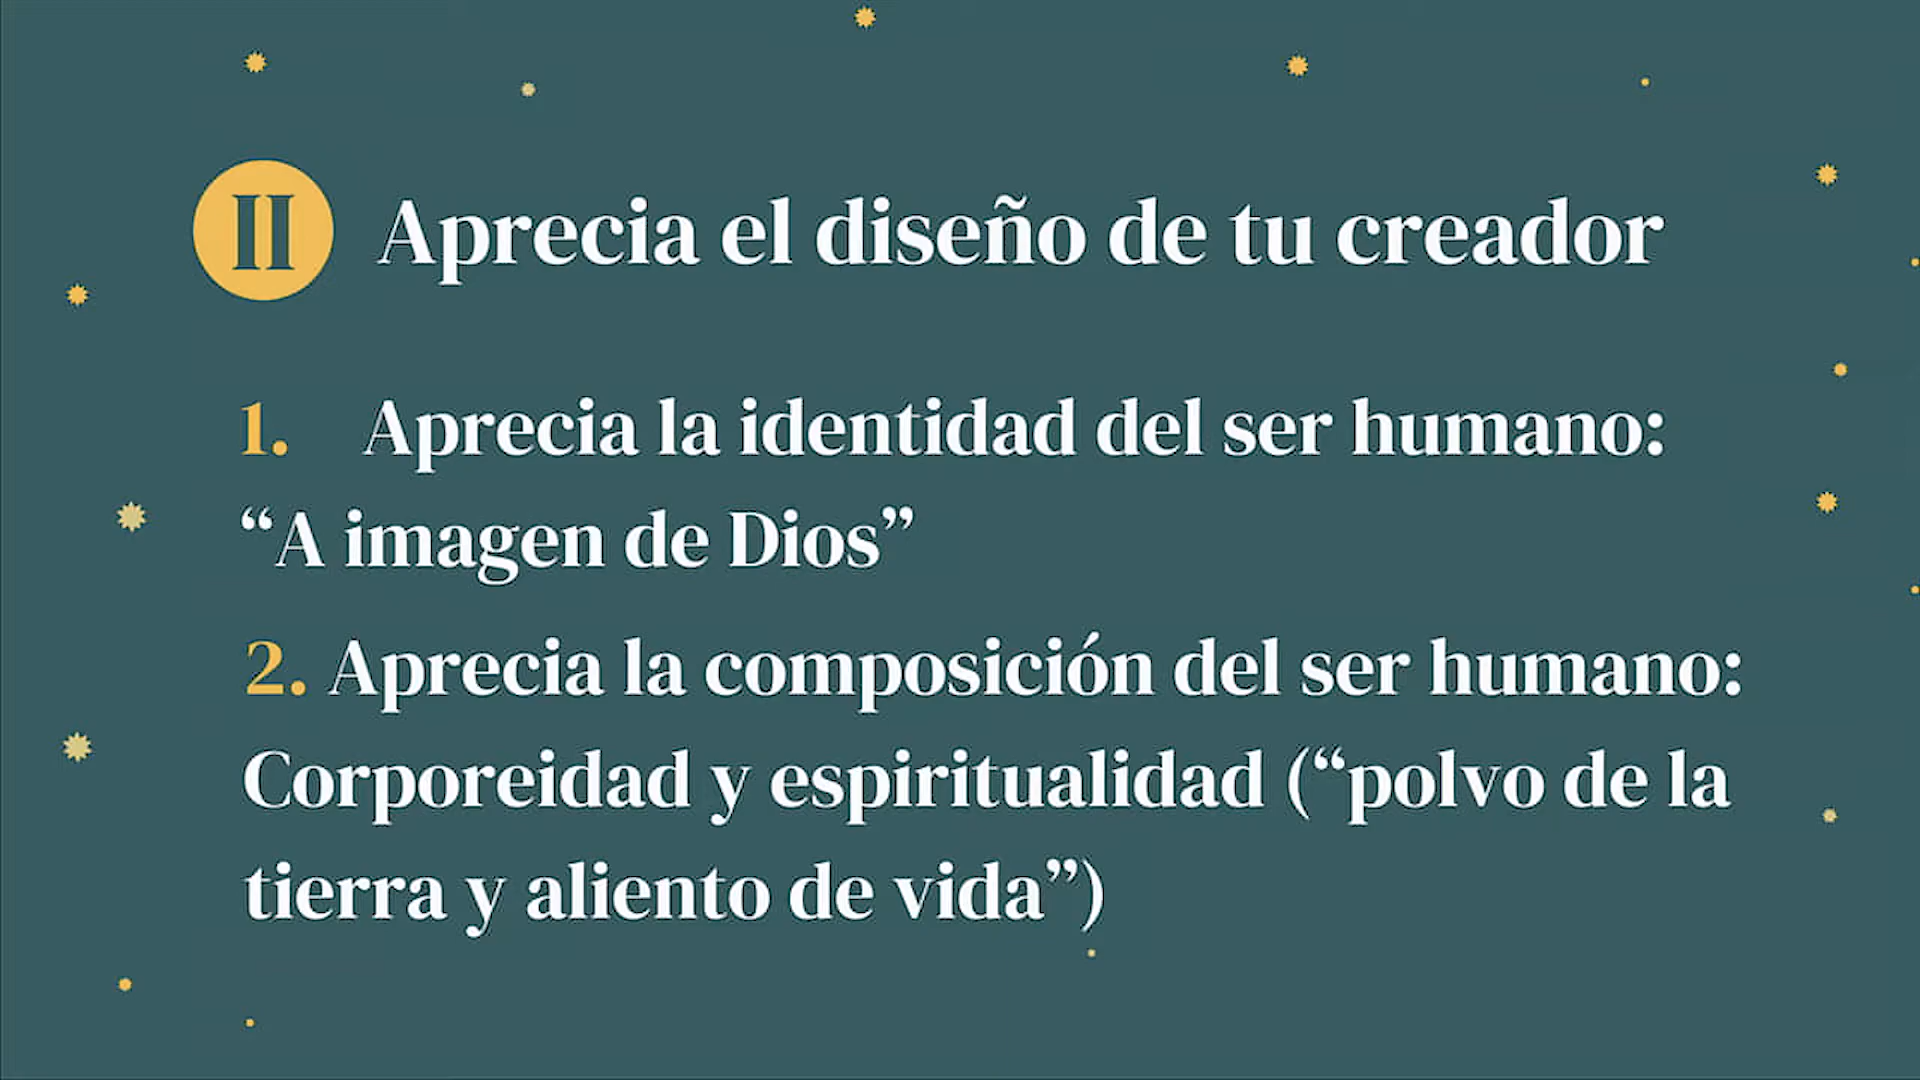 II Aprecia el diseño de tu creador
1. Aprecia la identidad del ser humano:
“A imagen de Dios”
2. Aprecia la composición del ser humano:
Corporeidad y espiritualidad (“polvo de la
tierra y aliento de vida”)